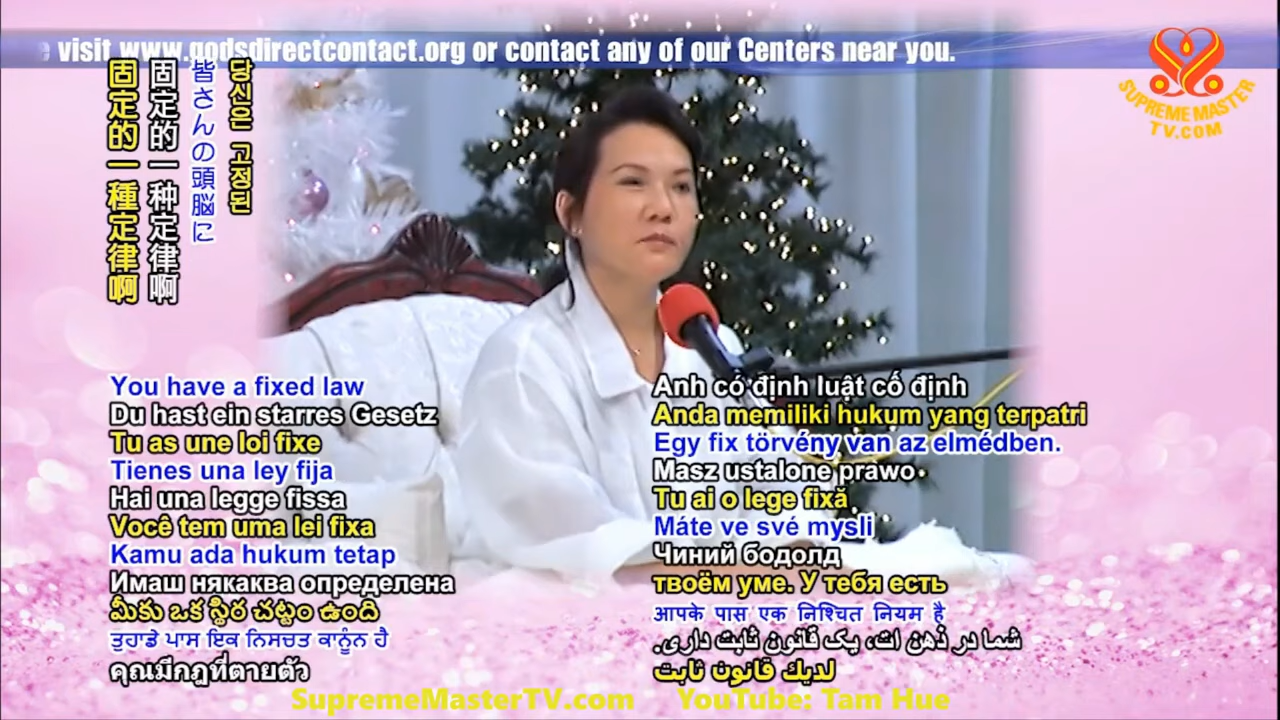 visit www.godsdirectcontact.org or contact any of our Centers near you.
SUPREME MASTER
TV.COM
당신은 고정된
皆さんの頭脳に
固定的一种定律啊
固定的一種定律啊
You have a fixed law
Du hast ein starres Gesetz
Tu as une loi fixe
Tienes una ley fija
Hai una legge fissa
Você tem uma lei fixa
Kamu ada hukum tetap
Имаш някаква определена
మీకు ఒక స్థిర చట్టం ఉంది
ਤੁਹਾਡੇ ਪਾਸ ਇਕ ਨਿਸਚਤ ਕਾਨੂੰਨ ਹੈ
คุณมีกฎที่ตายตัว
Anh có định luật cố định
Anda memiliki hukum yang terpatri
Egy fix törvény van az elmédben.
Masz ustalone prawo
Tu ai o lege fixă
Máte ve své mysli
Чиний бодолд
твоём уме. У тебя есть
आपके पास एक निश्चित नियम है
شما در ذهن ات، یک قانون ثابت داری.
لديك قانون ثابت
SupremeMasterTV.com YouTube: Tam Hue